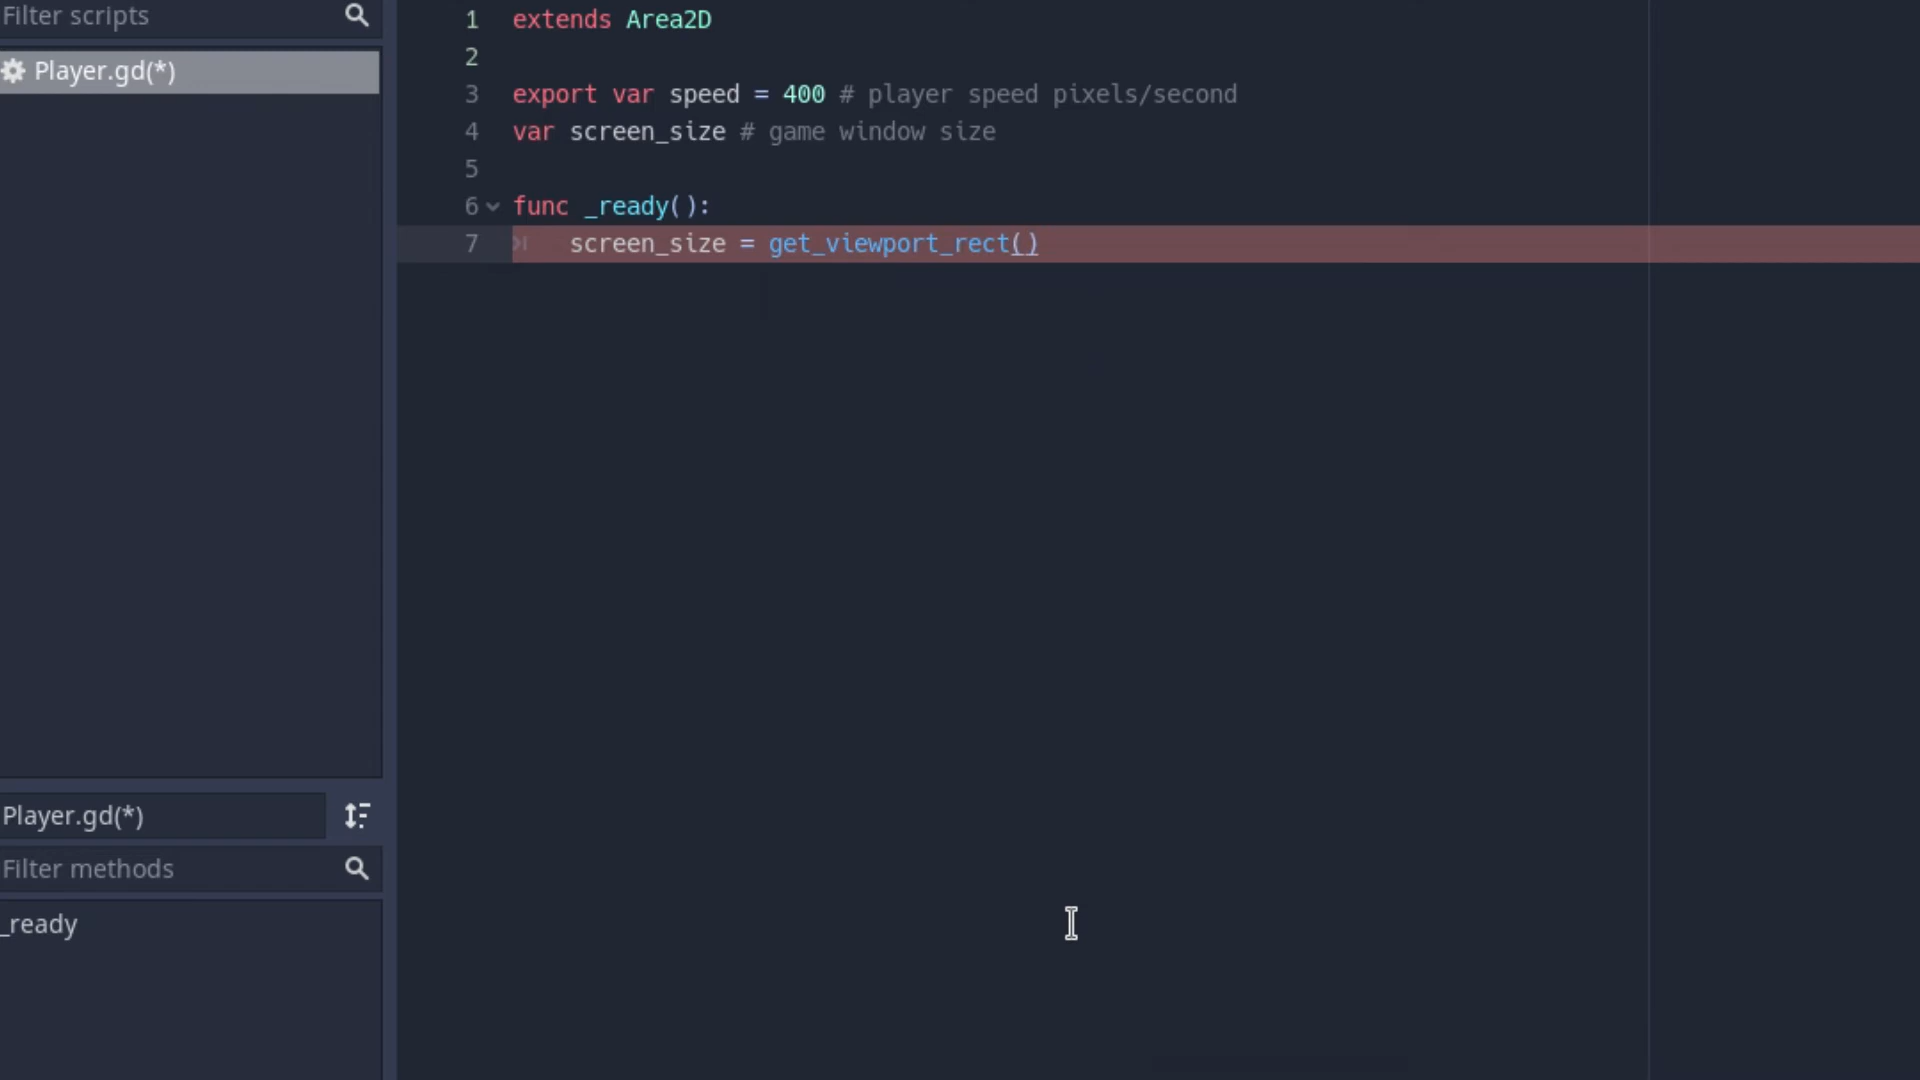 Filter scripts
Player.gd(*)
Player.gd(*)
Filter methods
_ready
1 extends Area2D
2
3 export var speed = 400 # player speed pixels/second
4 var screen_size # game window size
5
6 func _ready():
7 screen_size = get_viewport_rect()